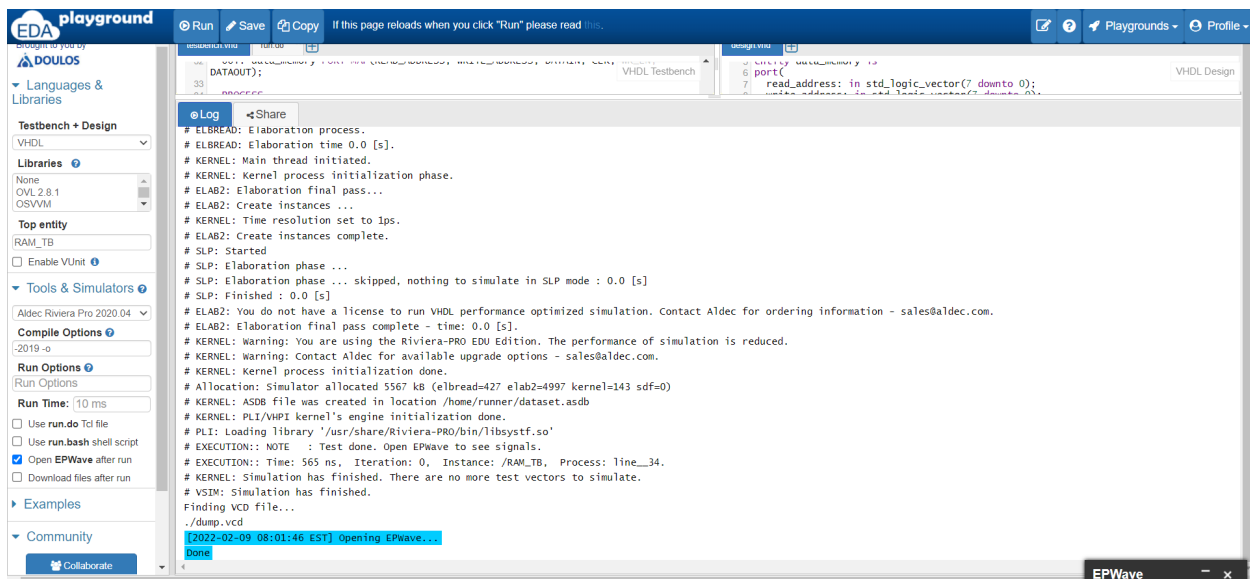 EDA playground
Run Save Copy If this page reloads when you click "Run" please read this. Playgrounds Profile
Brought to you by
DOULOS
Languages & Libraries
Testbench + Design
VHDL
Libraries
None
OVL 2.8.1
OSVVM
Top entity
RAM_TB
Enable VUnit
Tools & Simulators
Aldec Riviera Pro 2020.04
Compile Options
-2019 -o
Run Options
Run Options
Run Time: 10 ms
Use run.do Tcl file
Use run.bash shell script
Open EPWave after run
Download files after run
Examples
Community
Collaborate
testbench.vhd run.do
DATAOUT);
33
VHDL Testbench
design.vhd
6 port(
7 read_address: in std_logic_vector(7 downto 0);
VHDL Design
Log Share
# ELBREAD: Elaboration process.
# ELBREAD: Elaboration time 0.0 [s].
# KERNEL: Main thread initiated.
# KERNEL: Kernel process initialization phase.
# ELAB2: Elaboration final pass...
# ELAB2: Create instances ...
# KERNEL: Time resolution set to 1ps.
# ELAB2: Create instances complete.
# SLP: Started
# SLP: Elaboration phase ...
# SLP: Elaboration phase ... skipped, nothing to simulate in SLP mode : 0.0 [s]
# SLP: Finished : 0.0 [s]
# ELAB2: You do not have a license to run VHDL performance optimized simulation. Contact Aldec for ordering information - sales@aldec.com.
# ELAB2: Elaboration final pass complete - time: 0.0 [s].
# KERNEL: Warning: You are using the Riviera-PRO EDU Edition. The performance of simulation is reduced.
# KERNEL: Warning: Contact Aldec for available upgrade options - sales@aldec.com.
# KERNEL: Kernel process initialization done.
# Allocation: Simulator allocated 5567 kB (elbread=427 elab2=4997 kernel=143 sdf=0)
# KERNEL: ASDB file was created in location /home/runner/dataset.asdb
# KERNEL: PLI/VHPI kernel's engine initialization done.
# PLI: Loading library '/usr/share/Riviera-PRO/bin/libsystf.so'
# EXECUTION:: NOTE : Test done. Open EPWave to see signals.
# EXECUTION:: Time: 565 ns, Iteration: 0, Instance: /RAM_TB, Process: line__34.
# KERNEL: Simulation has finished. There are no more test vectors to simulate.
# VSIM: Simulation has finished.
Finding VCD file...
./dump.vcd
[2022-02-09 08:01:46 EST] Opening EPWave...
Done
EPWave